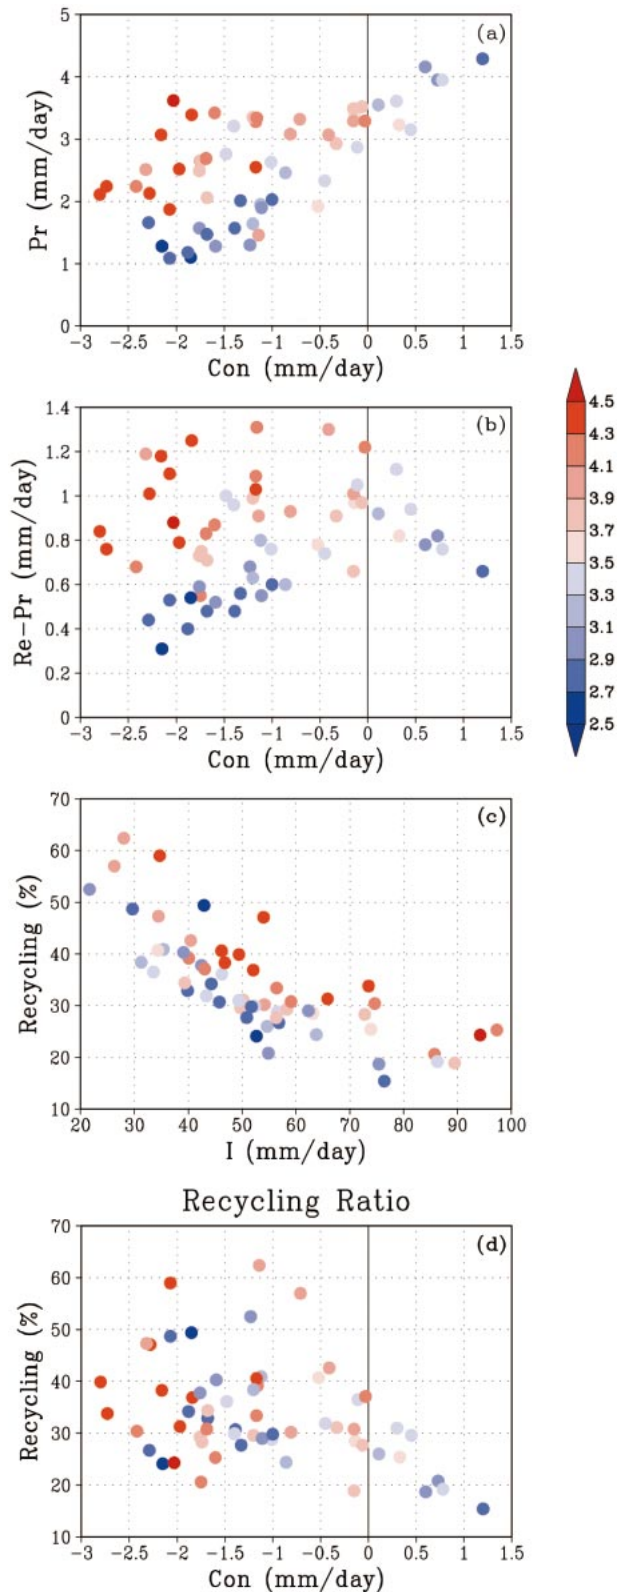 (a)
5
4
3
2
1
0
Pr (mm/day)
-3 -2.5 -2 -1.5 -1 -0.5 0 0.5 1 1.5
Con (mm/day)
(b)
1.4
1.2
1
0.8
0.6
0.4
0.2
0
Re-Pr (mm/day)
-3 -2.5 -2 -1.5 -1 -0.5 0 0.5 1 1.5
Con (mm/day)
4.5
4.3
4.1
3.9
3.7
3.5
3.3
3.1
2.9
2.7
2.5
(c)
70
60
50
40
30
20
10
Recycling (%)
20 30 40 50 60 70 80 90 100
I (mm/day)
Recycling Ratio
(d)
70
60
50
40
30
20
10
Recycling (%)
-3 -2.5 -2 -1.5 -1 -0.5 0 0.5 1 1.5
Con (mm/day)